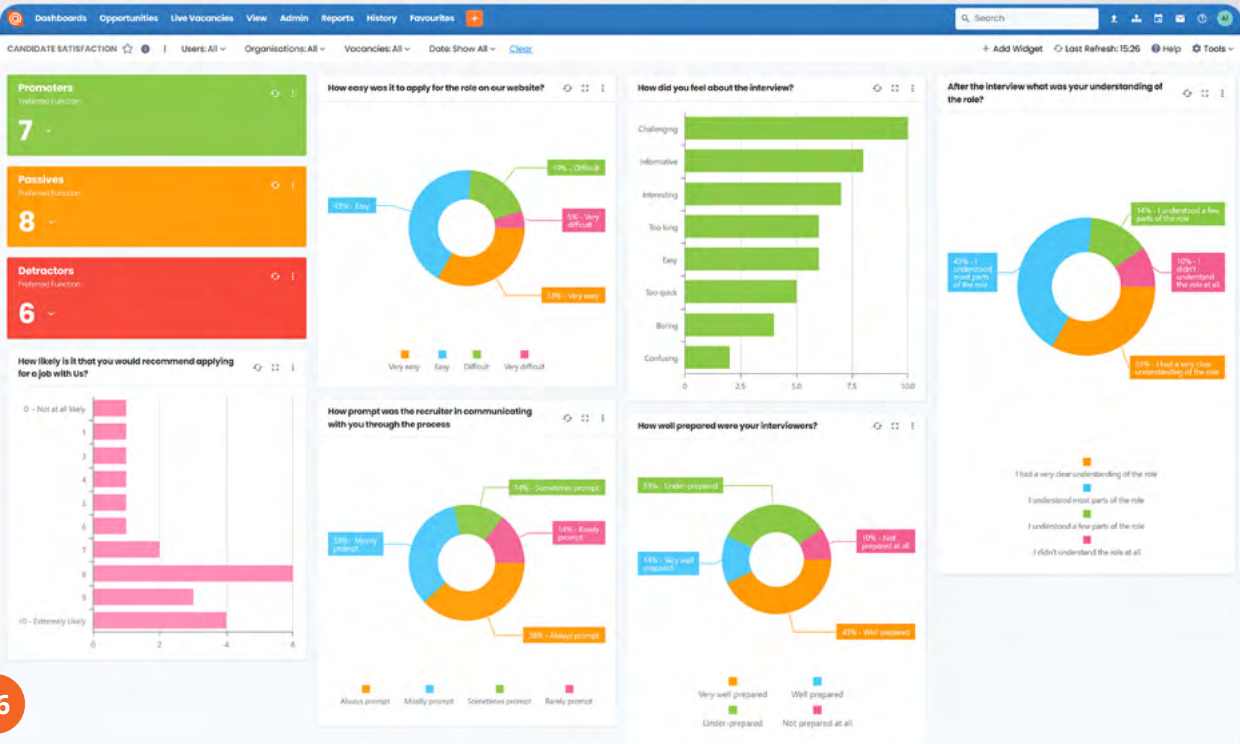 Dashboards Opportunities Live Vacancies View Admin Reports History Favourites +
Search
CANDIDATE SATISFACTION | Users: All Organisations: All Vacancies: All Date: Show All Clear
+ Add Widget Last Refresh: 15:26 Help Tools
Promoters
Preferred Function
7
Passives
Preferred Function
8
Detractors
Preferred Function
6
How likely is it that you would recommend applying
for a job with Us?
0 - Not at all likely
1
3
4
5
6
7
8
9
10 - Extremely Likely
0 2 4 6
How easy was it to apply for the role on our website?
19% - Difficult
43% - Easy
5% - Very
difficult
33% - Very easy
Very easy Easy Difficult Very difficult
How prompt was the recruiter in communicating
with you through the process
14% - Sometimes prompt
14% - Rarely
prompt
33% - Mostly
prompt
38% - Always prompt
Always prompt Mostly prompt Sometimes prompt Rarely prompt
How did you feel about the interview?
Challenging
Informative
Interesting
Too long
Easy
Too quick
Boring
Confusing
0 2.5 5.0 7.5 10.0
How well prepared were your interviewers?
33% - Under-prepared
10% - Not
prepared at all
14% - Very well
prepared
43% - Well prepared
Very well prepared Well prepared
Under-prepared Not prepared at all
After the interview what was your understanding of
the role?
14% - I understood a few
parts of the role
43% - I
understood
most parts
of the role
10% - I
didn't
understand
the role at all
33% - I had a very clear
understanding of the role
I had a very clear understanding of the role
I understood most parts of the role
I understood a few parts of the role
I didn't understand the role at all
6